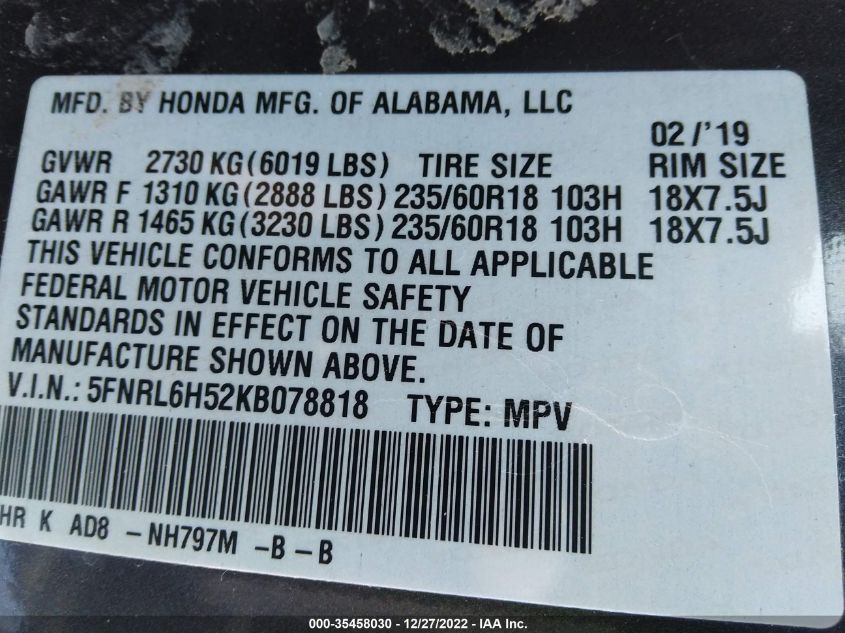 MFD. BY HONDA MFG. OF ALABAMA, LLC
02/'19
GVWR 2730 KG(6019 LBS) TIRE SIZE RIM SIZE
GAWR F 1310 KG(2888 LBS) 235/60R18 103H 18X7.5J
GAWR R 1465 KG(3230 LBS) 235/60R18 103H 18X7.5J
THIS VEHICLE CONFORMS TO ALL APPLICABLE
FEDERAL MOTOR VEHICLE SAFETY
STANDARDS IN EFFECT ON THE DATE OF
MANUFACTURE SHOWN ABOVE.
V.I.N.: 5FNRL6H52KB078818 TYPE: MPV
HR K AD8 -NH797M -B-B
000-35458030 - 12/27/2022 - IAA Inc.